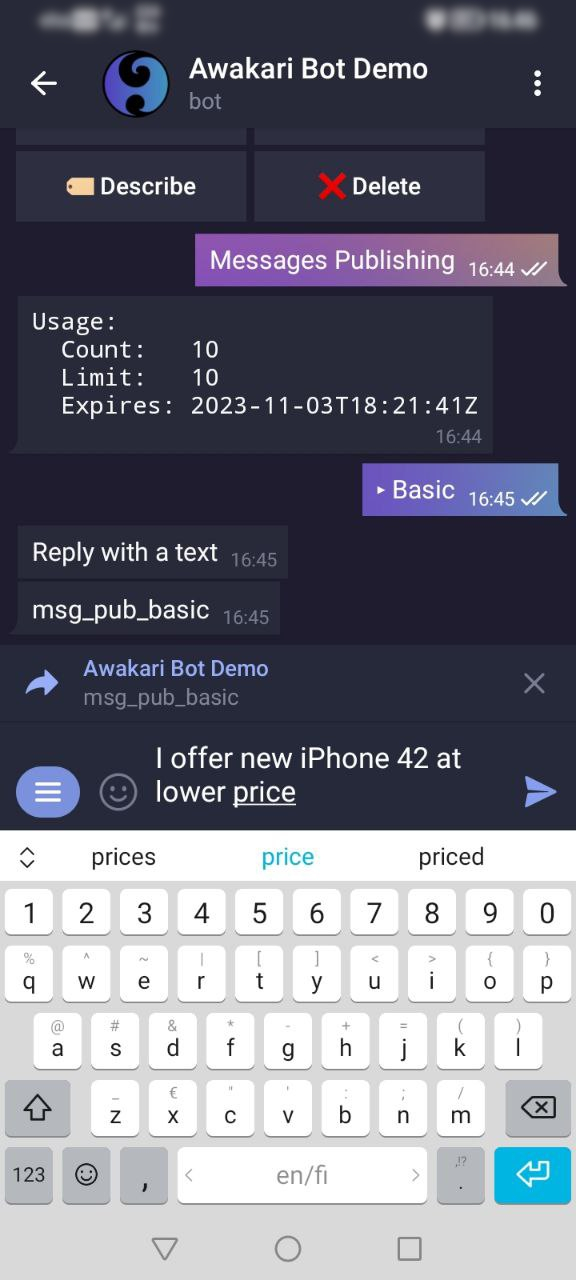 Awakari Bot Demo
bot
Describe
Delete
Messages Publishing 16:44
Usage:
Count: 10
Limit: 10
Expires: 2023-11-03T18:21:41Z
16:44
‣ Basic 16:45
Reply with a text 16:45
msg_pub_basic 16:45
Awakari Bot Demo
msg_pub_basic
I offer new iPhone 42 at
lower price
prices price priced
1 2 3 4 5 6 7 8 9 0
% ^ ~ | [ ] < > { }
q w e r t y u i o p
@ # & * - + = ( )
a s d f g h j k l
_ € " ' : ; /
z x c v b n m
,!?
123 , < en/fi > .